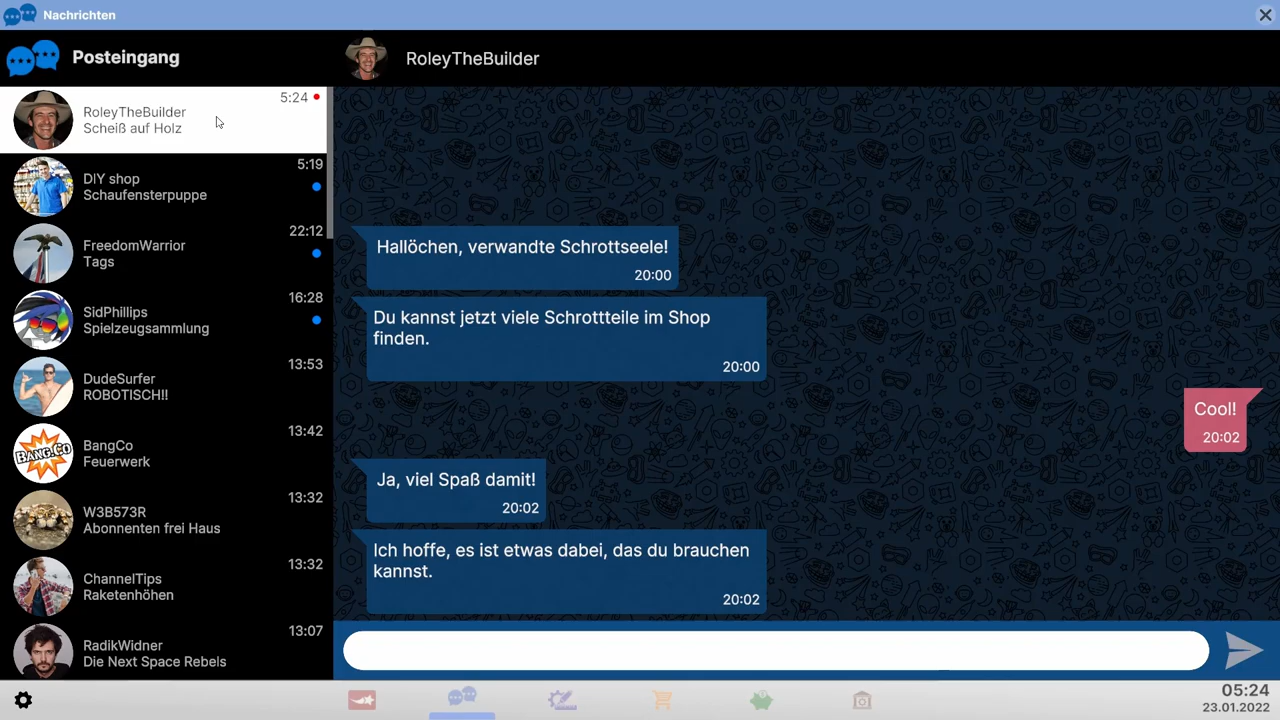 Nachrichten
Posteingang
RoleyTheBuilder
5:24
RoleyTheBuilder
Scheiß auf Holz
5:19
DIY shop
Schaufensterpuppe
22:12
FreedomWarrior
Tags
16:28
SidPhillips
Spielzeugsammlung
13:53
DudeSurfer
ROBOTISCH!!
13:42
BangCo
Feuerwerk
BANG.CO
13:32
W3B573R
Abonnenten frei Haus
13:32
ChannelTips
Raketenhöhen
13:07
RadikWidner
Die Next Space Rebels
Hallöchen, verwandte Schrottseele!
20:00
Du kannst jetzt viele Schrottteile im Shop
finden.
20:00
Cool!
20:02
Ja, viel Spaß damit!
20:02
Ich hoffe, es ist etwas dabei, das du brauchen
kannst.
20:02
05:24
23.01.2022